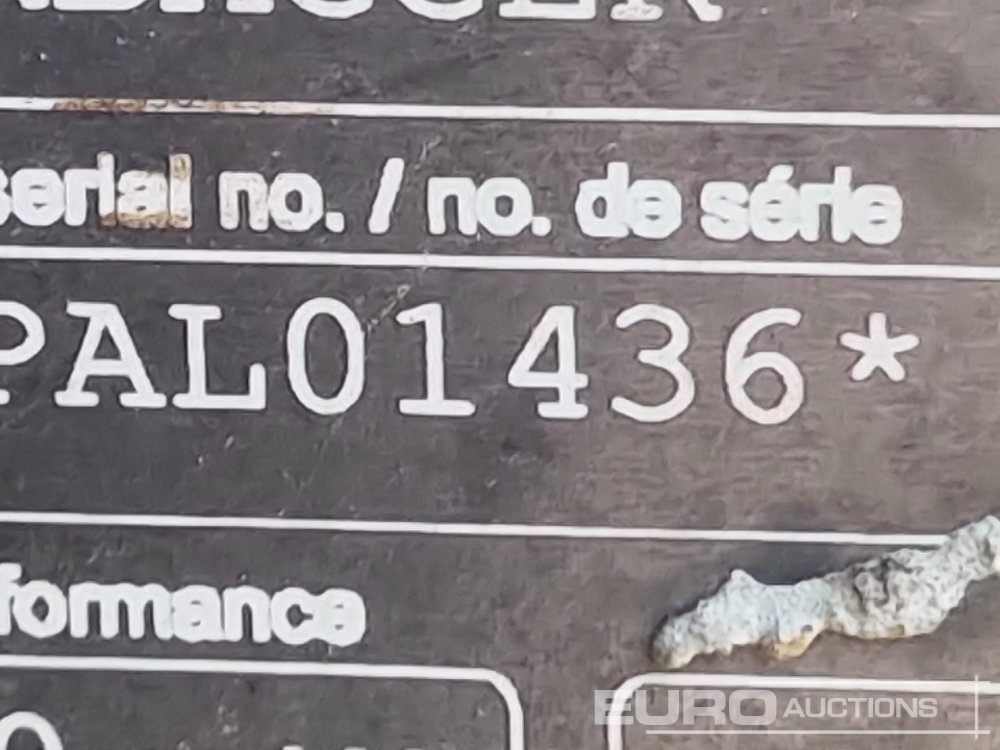 serial no. / no. de série
PAL01436*
formance
EURO AUCTIONS